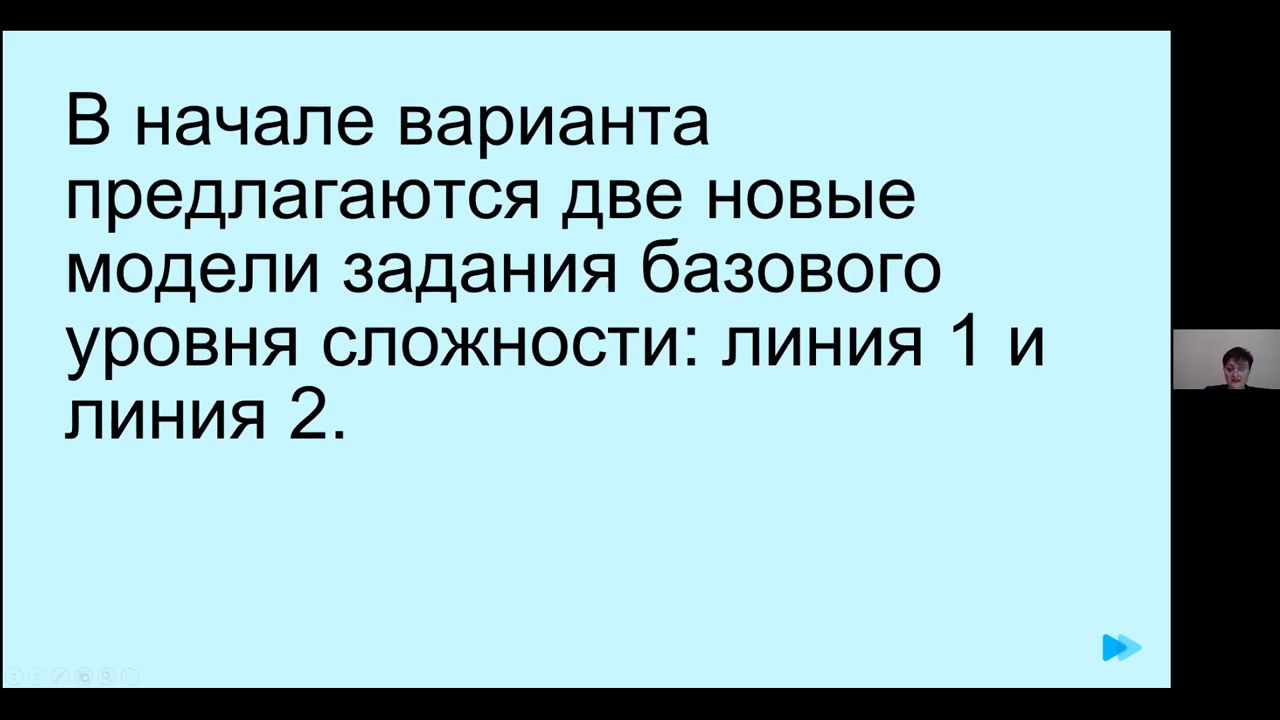 В начале варианта
предлагаются две новые
модели задания базового
уровня сложности: линия 1 и
линия 2.